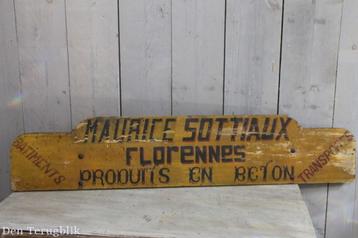 MAURICE SOTTIAUX
FLORENNES
BATIMENTS
PRODUITS EN BETON
TRANSPORTS
Den Terugblik